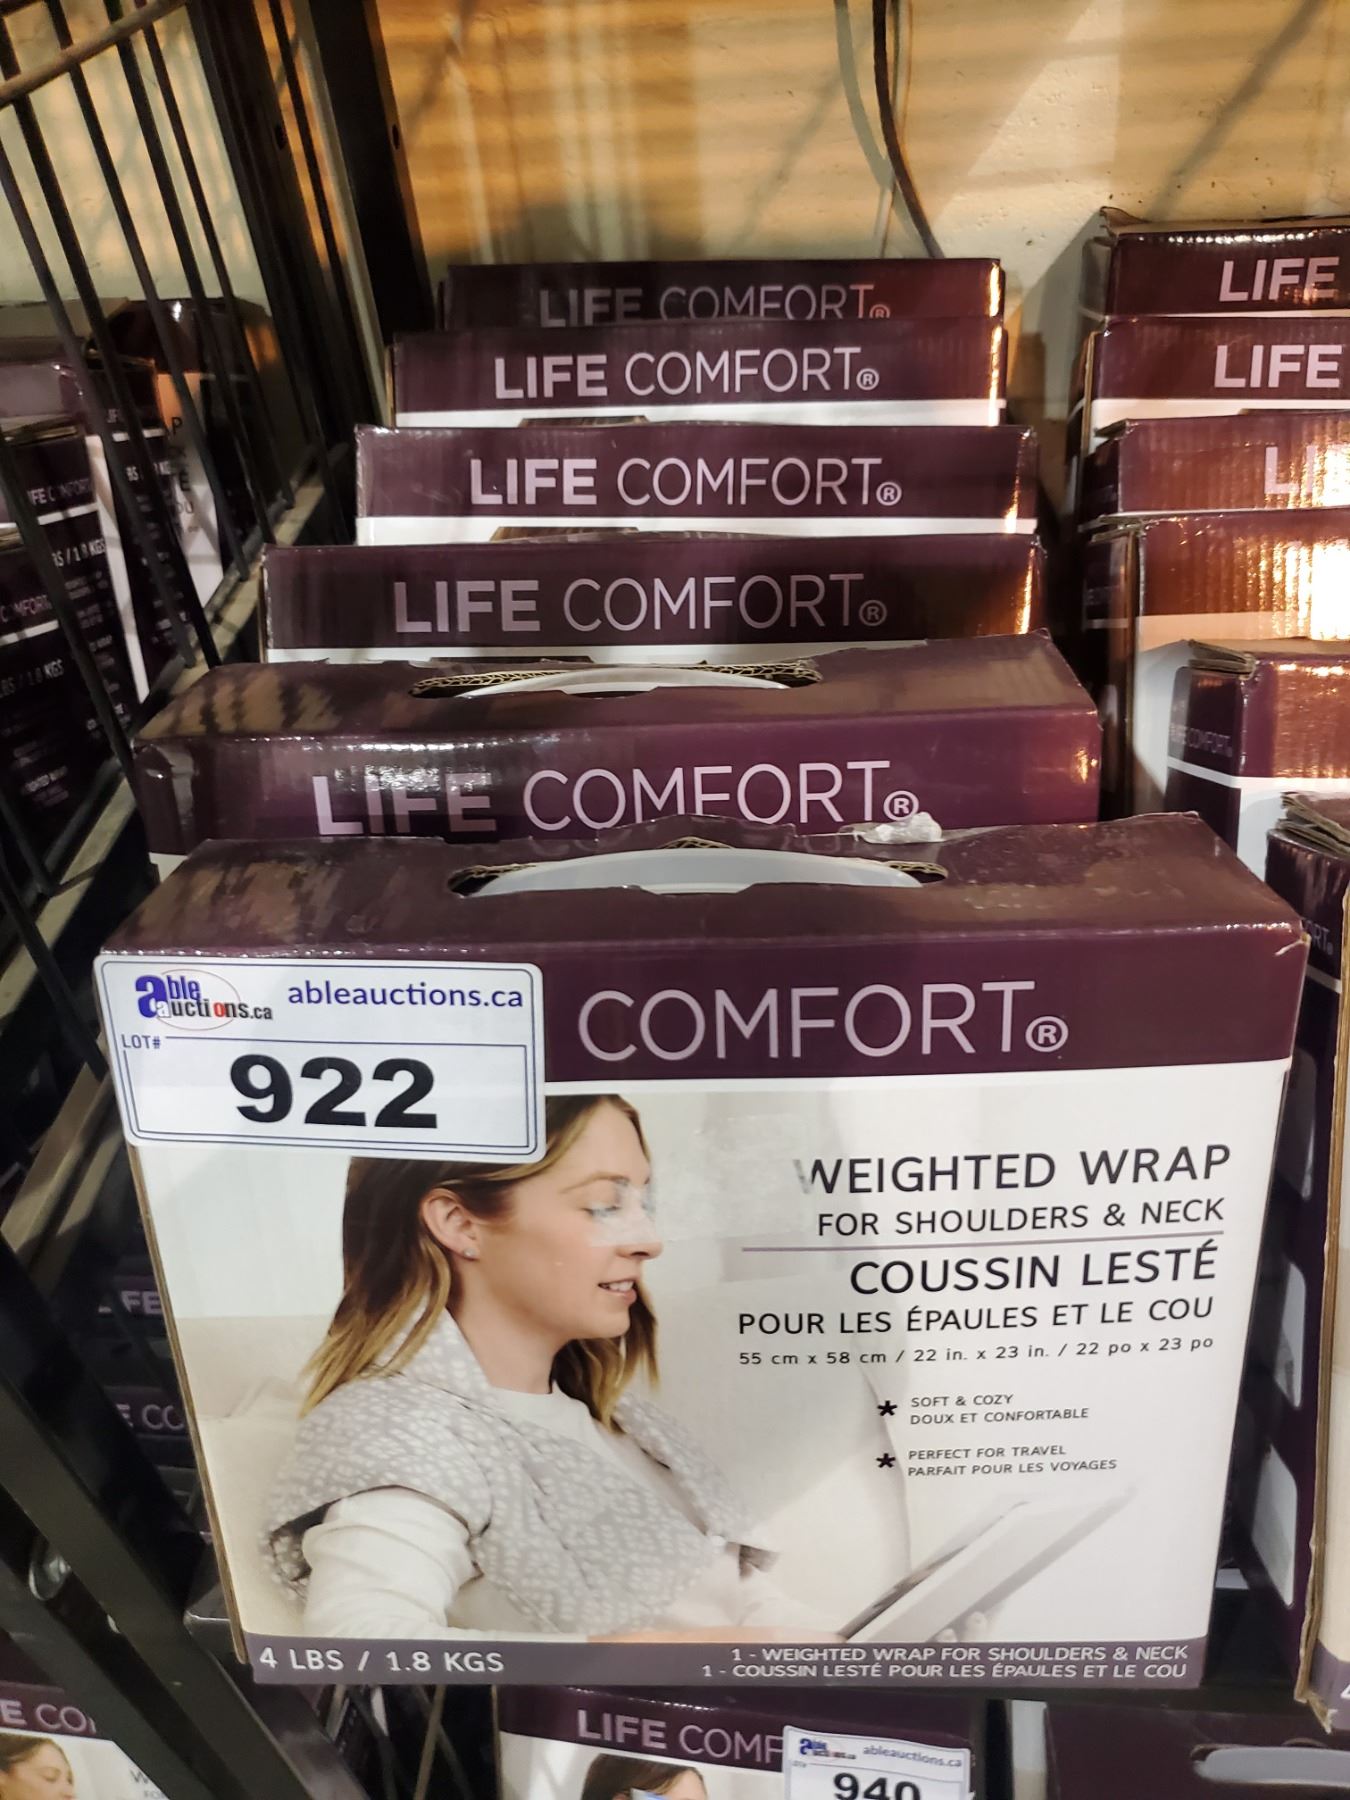 LIFE COMFORT®
LIFE COMFORT®
LIFE COMFORT®
LIFE COMFORT®
LIFE COMFORT®
LIFE
LIFE
able auctions.ca
ableauctions.ca
LOT#
922
COMFORT®
WEIGHTED WRAP
FOR SHOULDERS & NECK
COUSSIN LESTÉ
POUR LES ÉPAULES ET LE COU
55 cm x 58 cm / 22 in. x 23 in. / 22 po x 23 po
* SOFT & COZY
DOUX ET CONFORTABLE
* PERFECT FOR TRAVEL
PARFAIT POUR LES VOYAGES
4 LBS / 1.8 KGS
1 - WEIGHTED WRAP FOR SHOULDERS & NECK
1 - COUSSIN LESTÉ POUR LES ÉPAULES ET LE COU
LIFE COMF
ableauctions.ca
940